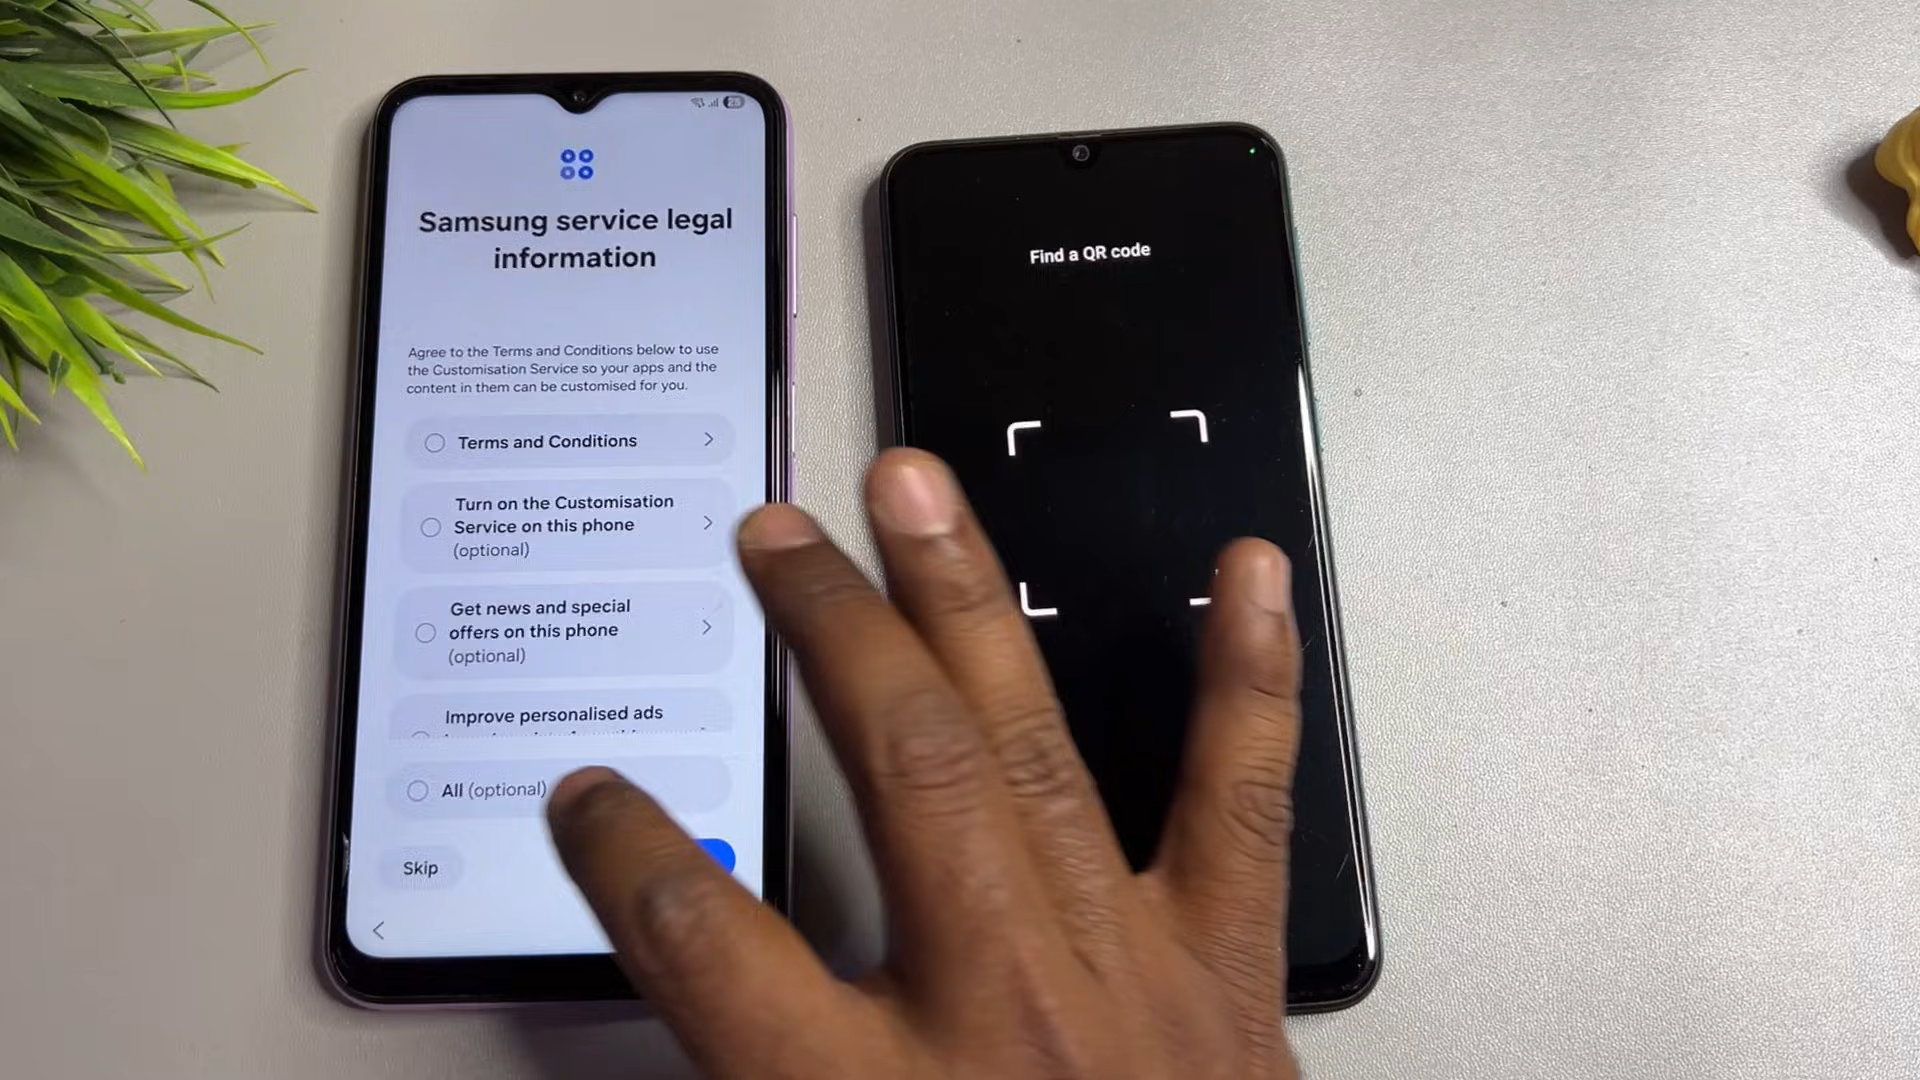 25
Samsung service legal
information
Agree to the Terms and Conditions below to use
the Customisation Service so your apps and the
content in them can be customised for you.
Terms and Conditions
Turn on the Customisation
Service on this phone
(optional)
Get news and special
offers on this phone
(optional)
Improve personalised ads
All (optional)
Skip
Find a QR code